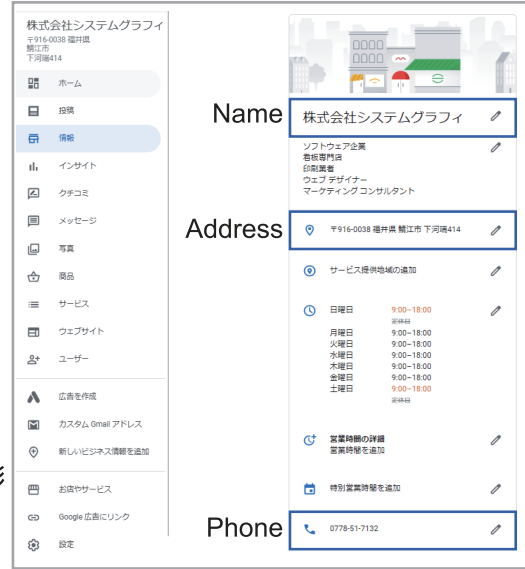 株式会社システムグラフィ
〒916-0038 福井県
鯖江市
下河端414
ホーム
投稿
情報
インサイト
クチコミ
メッセージ
写真
商品
サービス
ウェブサイト
ユーザー
広告を作成
カスタム Gmail アドレス
新しいビジネス情報を追加
お店やサービス
Google 広告にリンク
設定
Name
株式会社システムグラフィ
ソフトウェア企業
看板専門店
印刷業者
ウェブ デザイナー
マーケティング コンサルタント
Address
〒916-0038 福井県 鯖江市 下河端414
サービス提供地域の追加
日曜日 9:00–18:00
定休日
月曜日 9:00–18:00
火曜日 9:00–18:00
水曜日 9:00–18:00
木曜日 9:00–18:00
金曜日 9:00–18:00
土曜日 9:00–18:00
定休日
営業時間の詳細
営業時間を追加
特別営業時間を追加
Phone
0778-51-7132